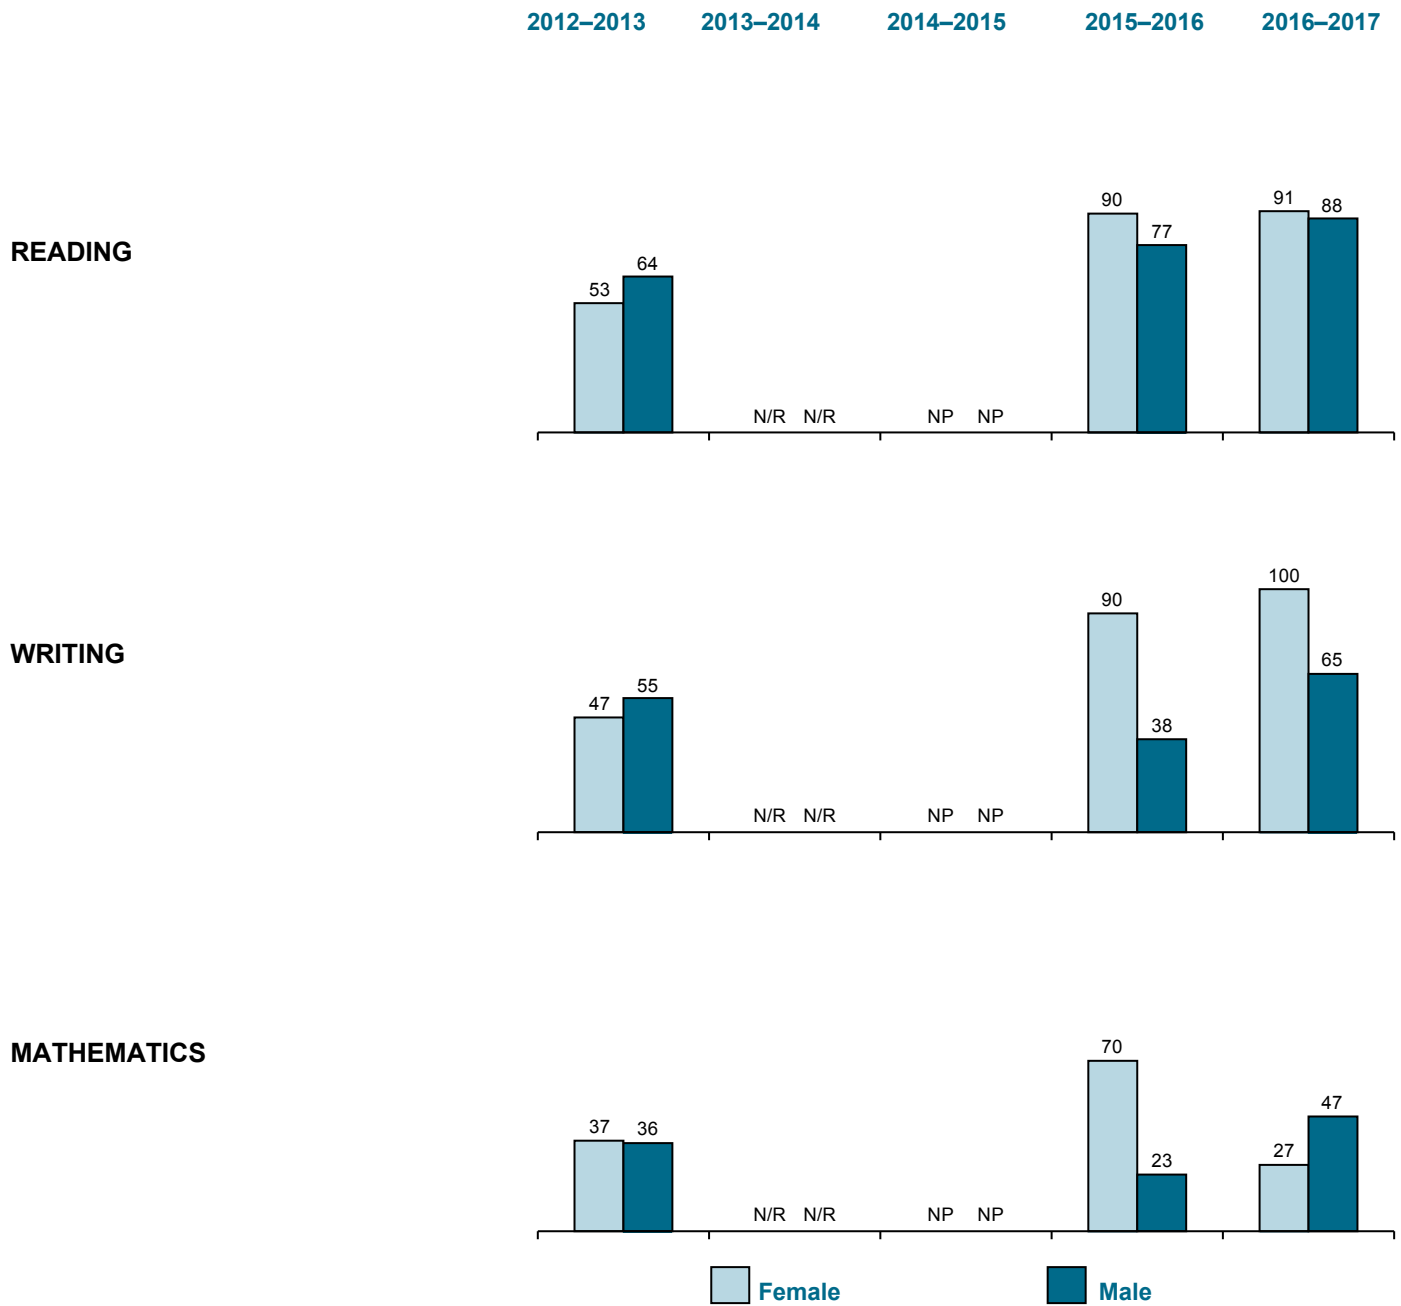 2012–2013 2013–2014 2014–2015 2015–2016 2016–2017
READING
53 64 N/R N/R NP NP 90 77 91 88
WRITING
47 55 N/R N/R NP NP 90 38 100 65
MATHEMATICS
37 36 N/R N/R NP NP 70 23 27 47
Female Male